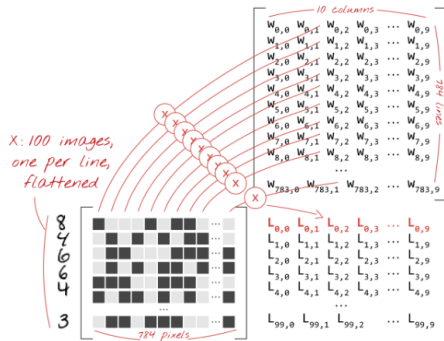 10 columns
W0,0 W0,1 W0,2 W0,3 ... W0,9
W1,0 W1,1 W1,2 W1,3 ... W1,9
W2,0 W2,1 W2,2 W2,3 ... W2,9
W3,0 W3,1 W3,2 W3,3 ... W3,9
W4,0 W4,1 W4,2 W4,3 ... W4,9
W5,0 W5,1 W5,2 W5,3 ... W5,9
W6,0 W6,1 W6,2 W6,3 ... W6,9
W7,0 W7,1 W7,2 W7,3 ... W7,9
W8,0 W8,1 W8,2 W8,3 ... W8,9
...
W783,0 W783,1 W783,2 ... W783,9
784 lines
x x x x x x x x x x
X: 100 images,
one per line,
flattened
8 ...
4 ...
6 ...
6 ...
4 ...
...
3 ...
784 pixels
L0,0 L0,1 L0,2 L0,3 ... L0,9
L1,0 L1,1 L1,2 L1,3 ... L1,9
L2,0 L2,1 L2,2 L2,3 ... L2,9
L3,0 L3,1 L3,2 L3,3 ... L3,9
L4,0 L4,1 L4,2 L4,3 ... L4,9
...
L99,0 L99,1 L99,2 ... L99,9